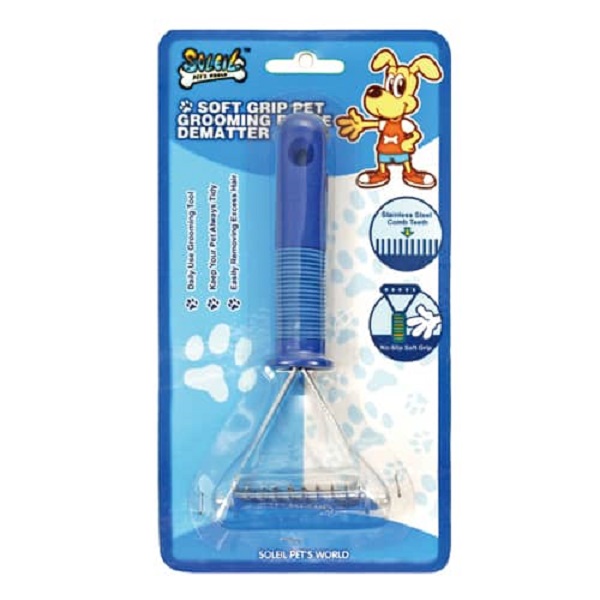 SOLEIL™
PET'S WORLD
SOFT GRIP PET
GROOMING
DEMATTER
Daily Use Grooming Tool
Keep Your Pet Always Tidy
Easily Removing Excess Hair
Stainless Steel
Comb Teeth
No-Slip Soft Grip
SOLEIL PET'S WORLD